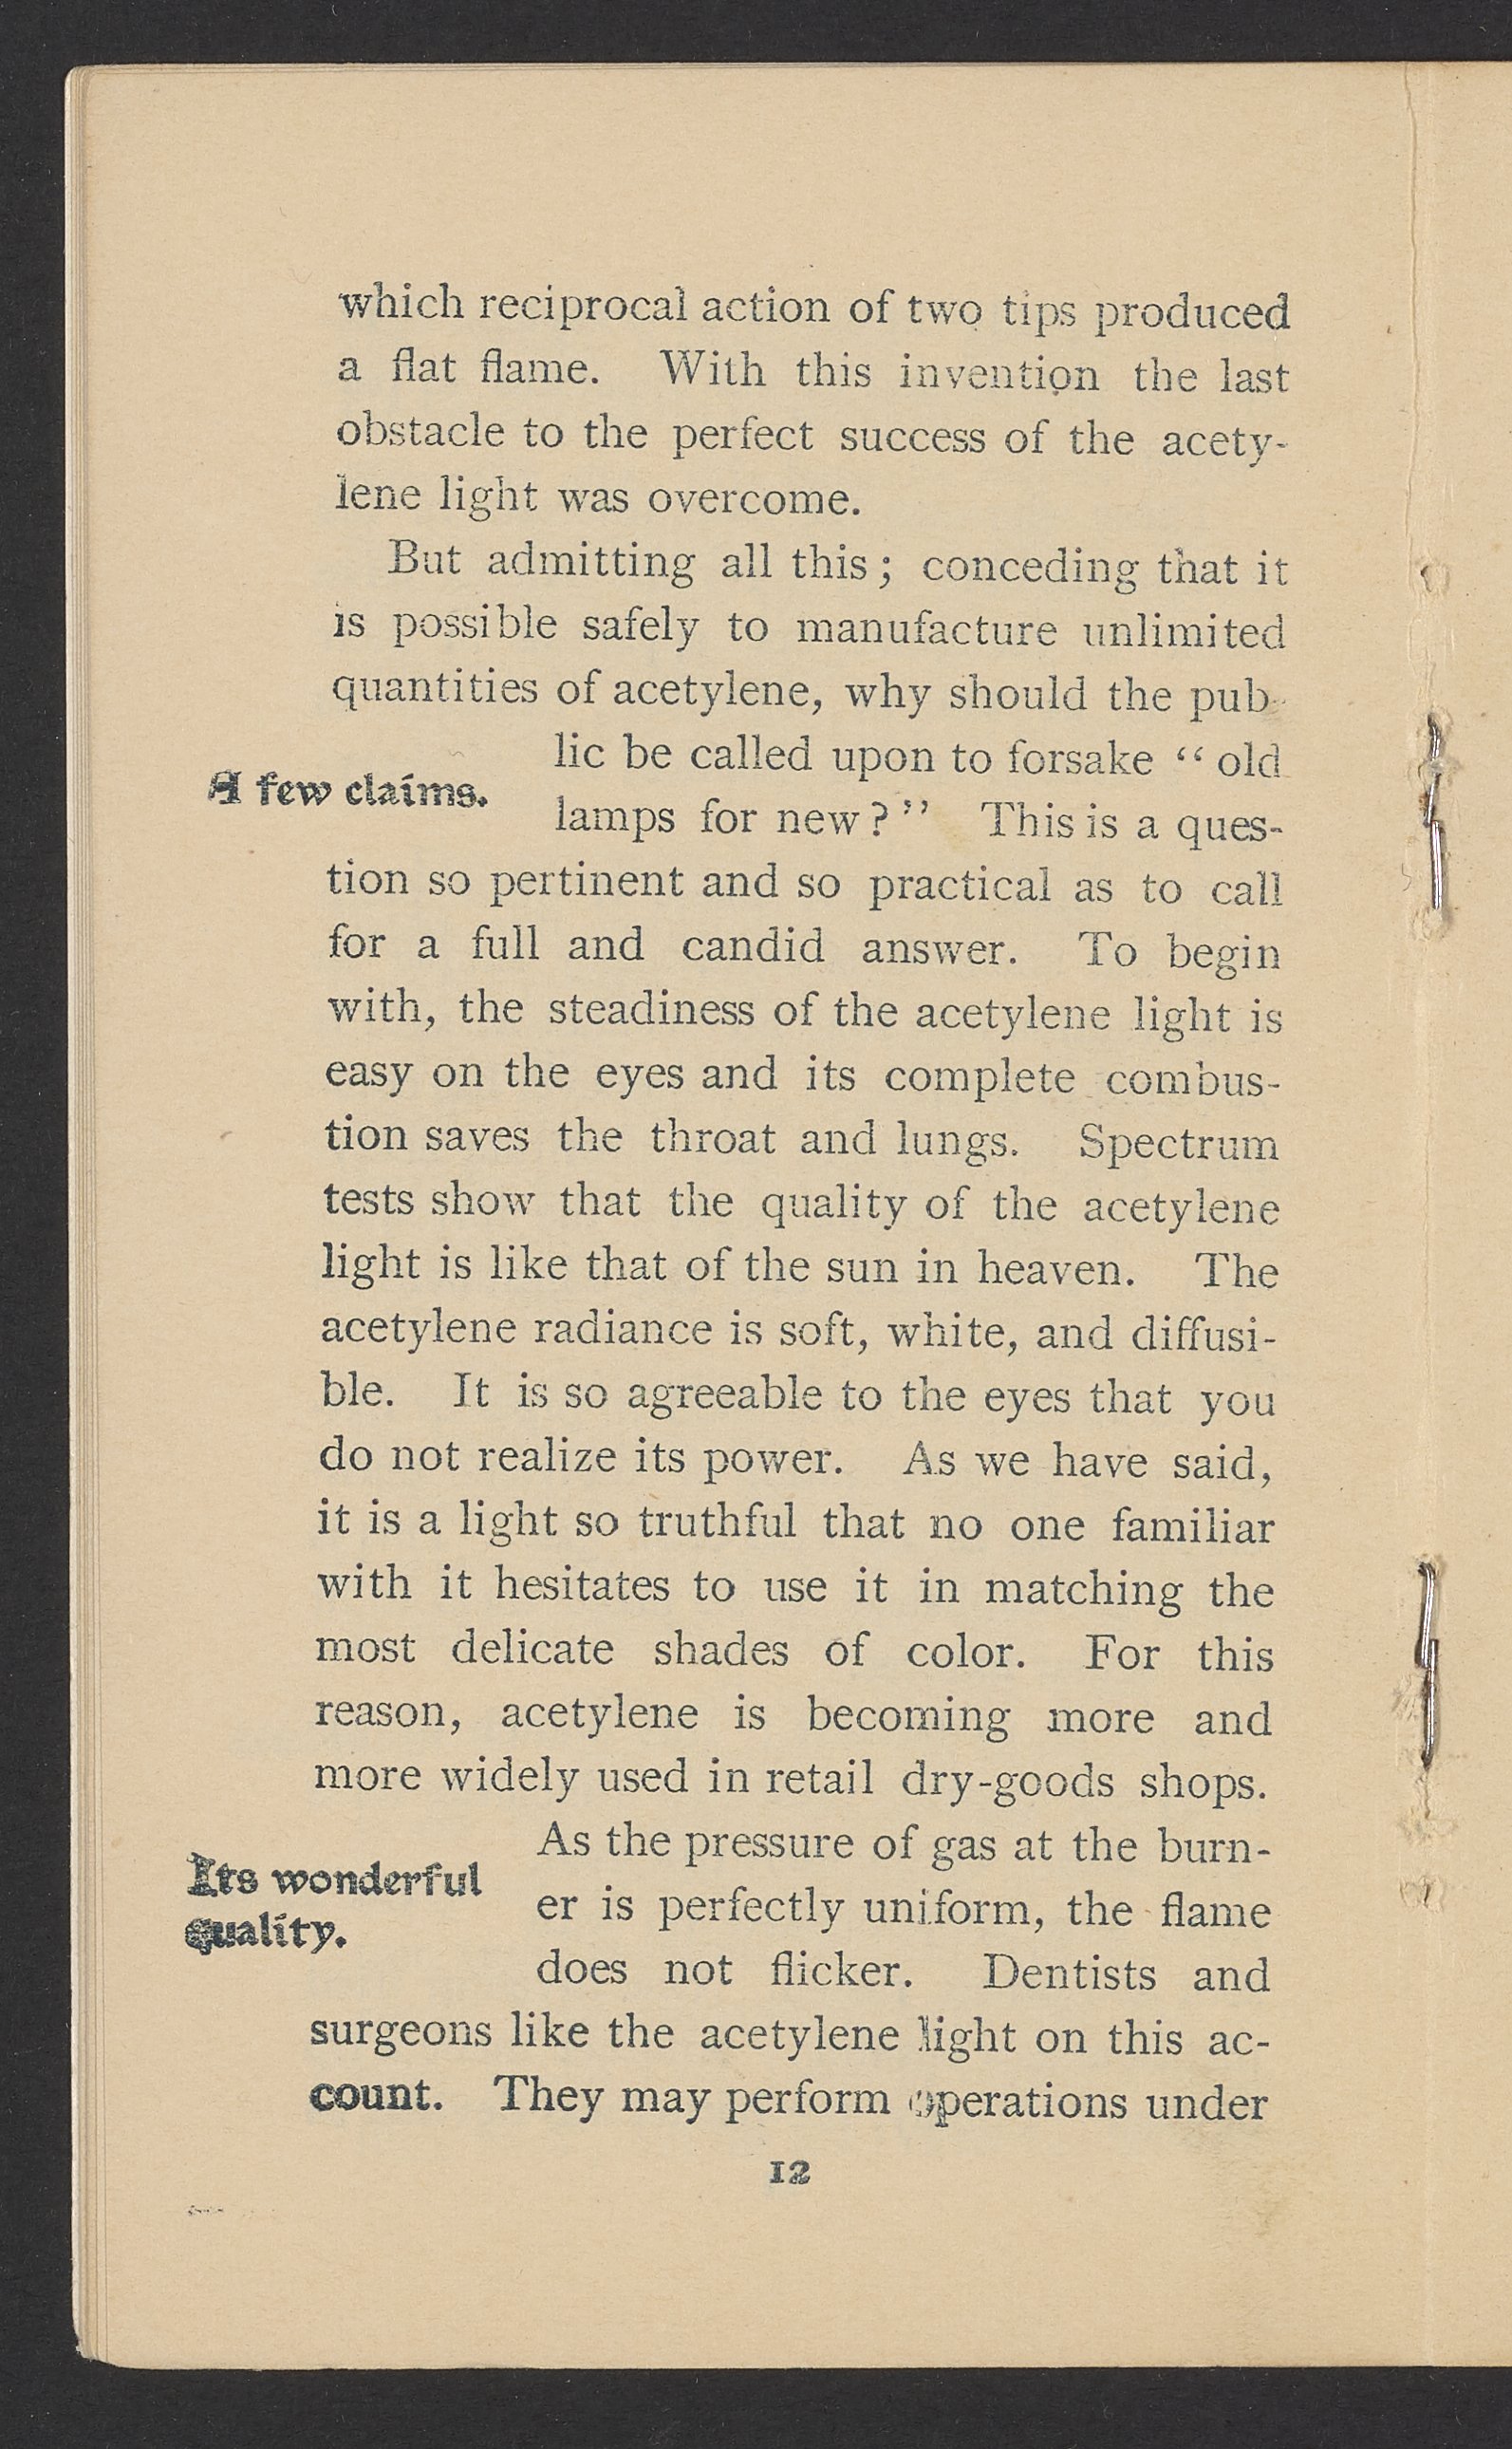 which reciprocal action of two tips produced
a flat flame. With this invention the last
obstacle to the perfect success of the acety-
lene light was overcome.
But admitting all this; conceding that it
is possible safely to manufacture unlimited
quantities of acetylene, why should the pub-
A few claims.
lic be called upon to forsake “ old
lamps for new?” This is a ques-
tion so pertinent and so practical as to call
for a full and candid answer. To begin
with, the steadiness of the acetylene light is
easy on the eyes and its complete combus-
tion saves the throat and lungs. Spectrum
tests show that the quality of the acetylene
light is like that of the sun in heaven. The
acetylene radiance is soft, white, and diffusi-
ble. It is so agreeable to the eyes that you
do not realize its power. As we have said,
it is a light so truthful that no one familiar
with it hesitates to use it in matching the
most delicate shades of color. For this
reason, acetylene is becoming more and
more widely used in retail dry-goods shops.
Its wonderful
quality.
As the pressure of gas at the burn-
er is perfectly uniform, the flame
does not flicker. Dentists and
surgeons like the acetylene light on this ac-
count. They may perform operations under
12